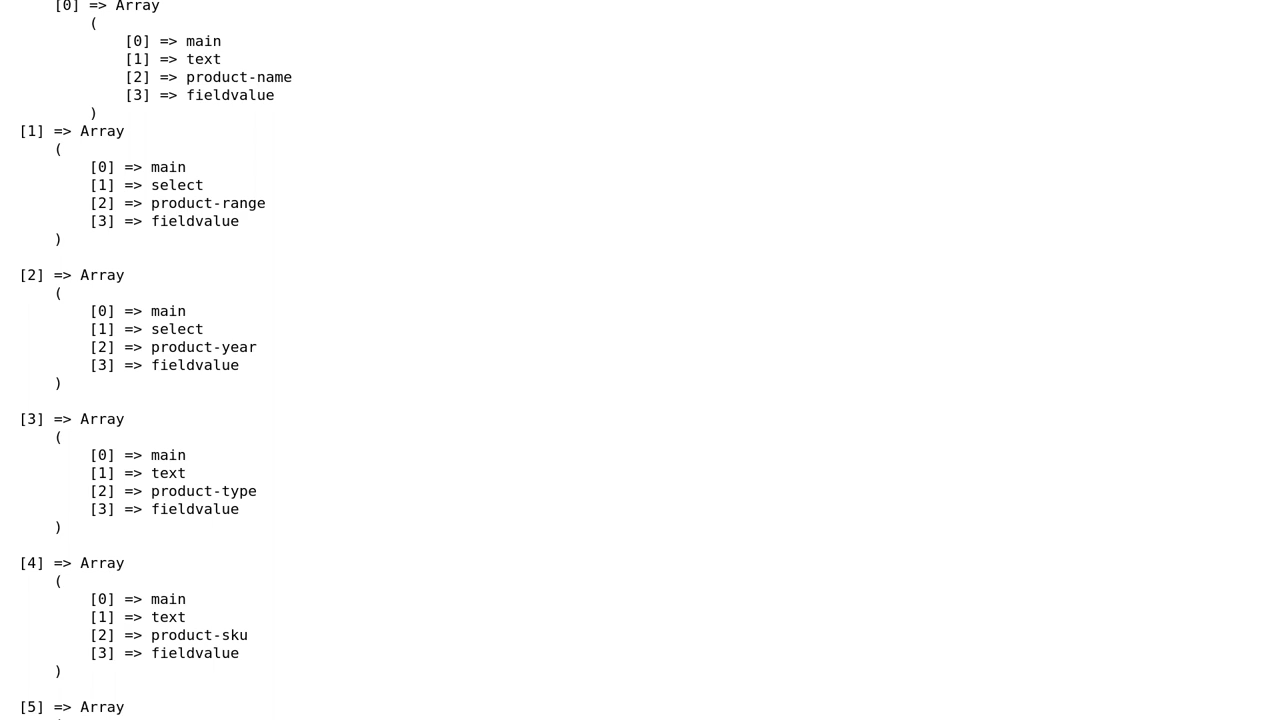 [0] => Array
(
[0] => main
[1] => text
[2] => product-name
[3] => fieldvalue
)
[1] => Array
(
[0] => main
[1] => select
[2] => product-range
[3] => fieldvalue
)
[2] => Array
(
[0] => main
[1] => select
[2] => product-year
[3] => fieldvalue
)
[3] => Array
(
[0] => main
[1] => text
[2] => product-type
[3] => fieldvalue
)
[4] => Array
(
[0] => main
[1] => text
[2] => product-sku
[3] => fieldvalue
)
[5] => Array